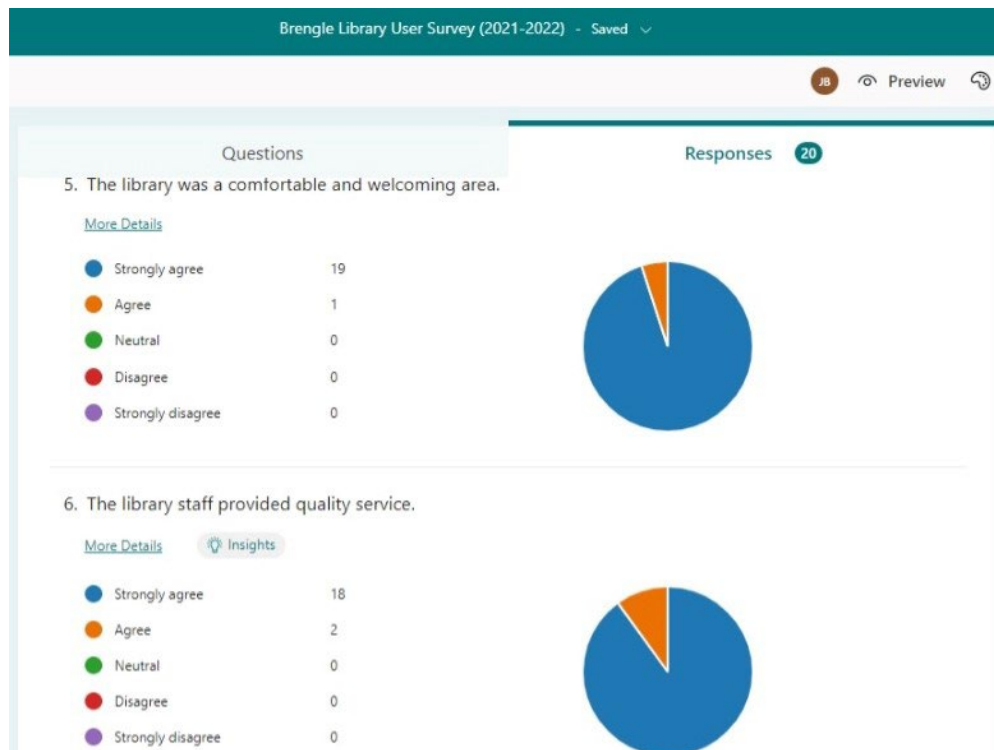 Brengle Library User Survey (2021-2022) - Saved
JB Preview
Questions Responses 20
5. The library was a comfortable and welcoming area.
More Details
Strongly agree 19
Agree 1
Neutral 0
Disagree 0
Strongly disagree 0
6. The library staff provided quality service.
More Details Insights
Strongly agree 18
Agree 2
Neutral 0
Disagree 0
Strongly disagree 0